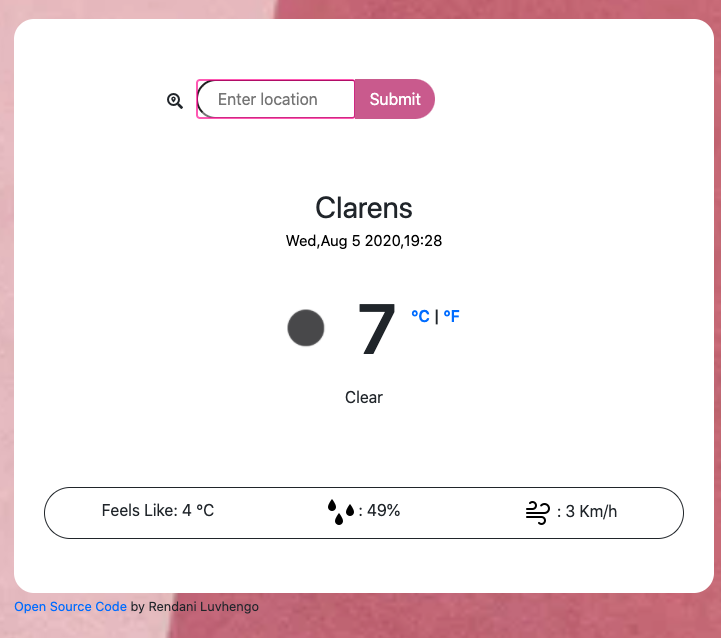 Enter location Submit
Clarens
Wed,Aug 5 2020,19:28
7 °C | °F
Clear
Feels Like: 4 °C : 49% : 3 Km/h
Open Source Code by Rendani Luvhengo